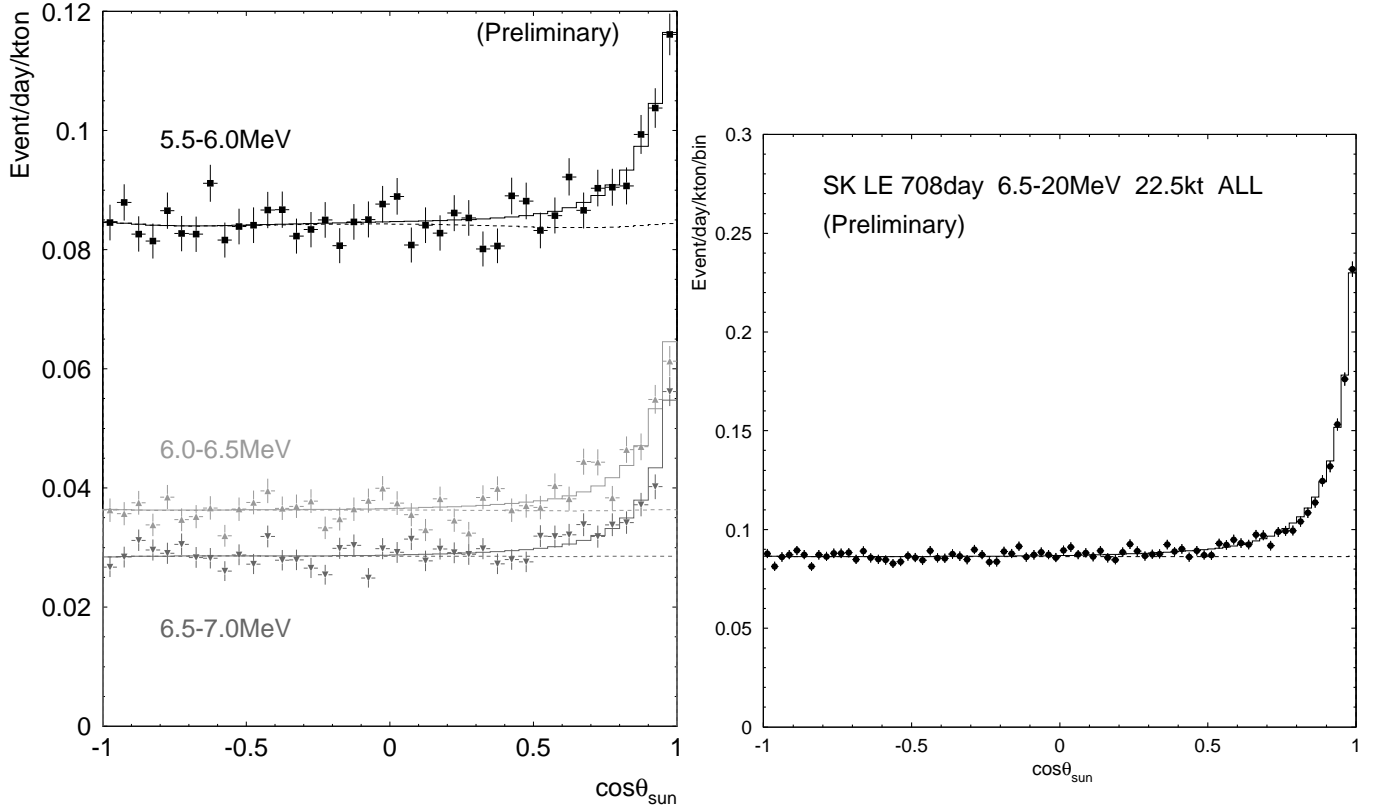 Event/day/kton
0.12
0.1
0.08
0.06
0.04
0.02
0
(Preliminary)
5.5-6.0MeV
6.0-6.5MeV
6.5-7.0MeV
-1
-0.5
0
0.5
1
cosθsun
Event/day/kton/bin
0.3
0.25
0.2
0.15
0.1
0.05
0
SK LE 708day 6.5-20MeV 22.5kt ALL
(Preliminary)
-1
-0.5
0
0.5
1
cosθsun